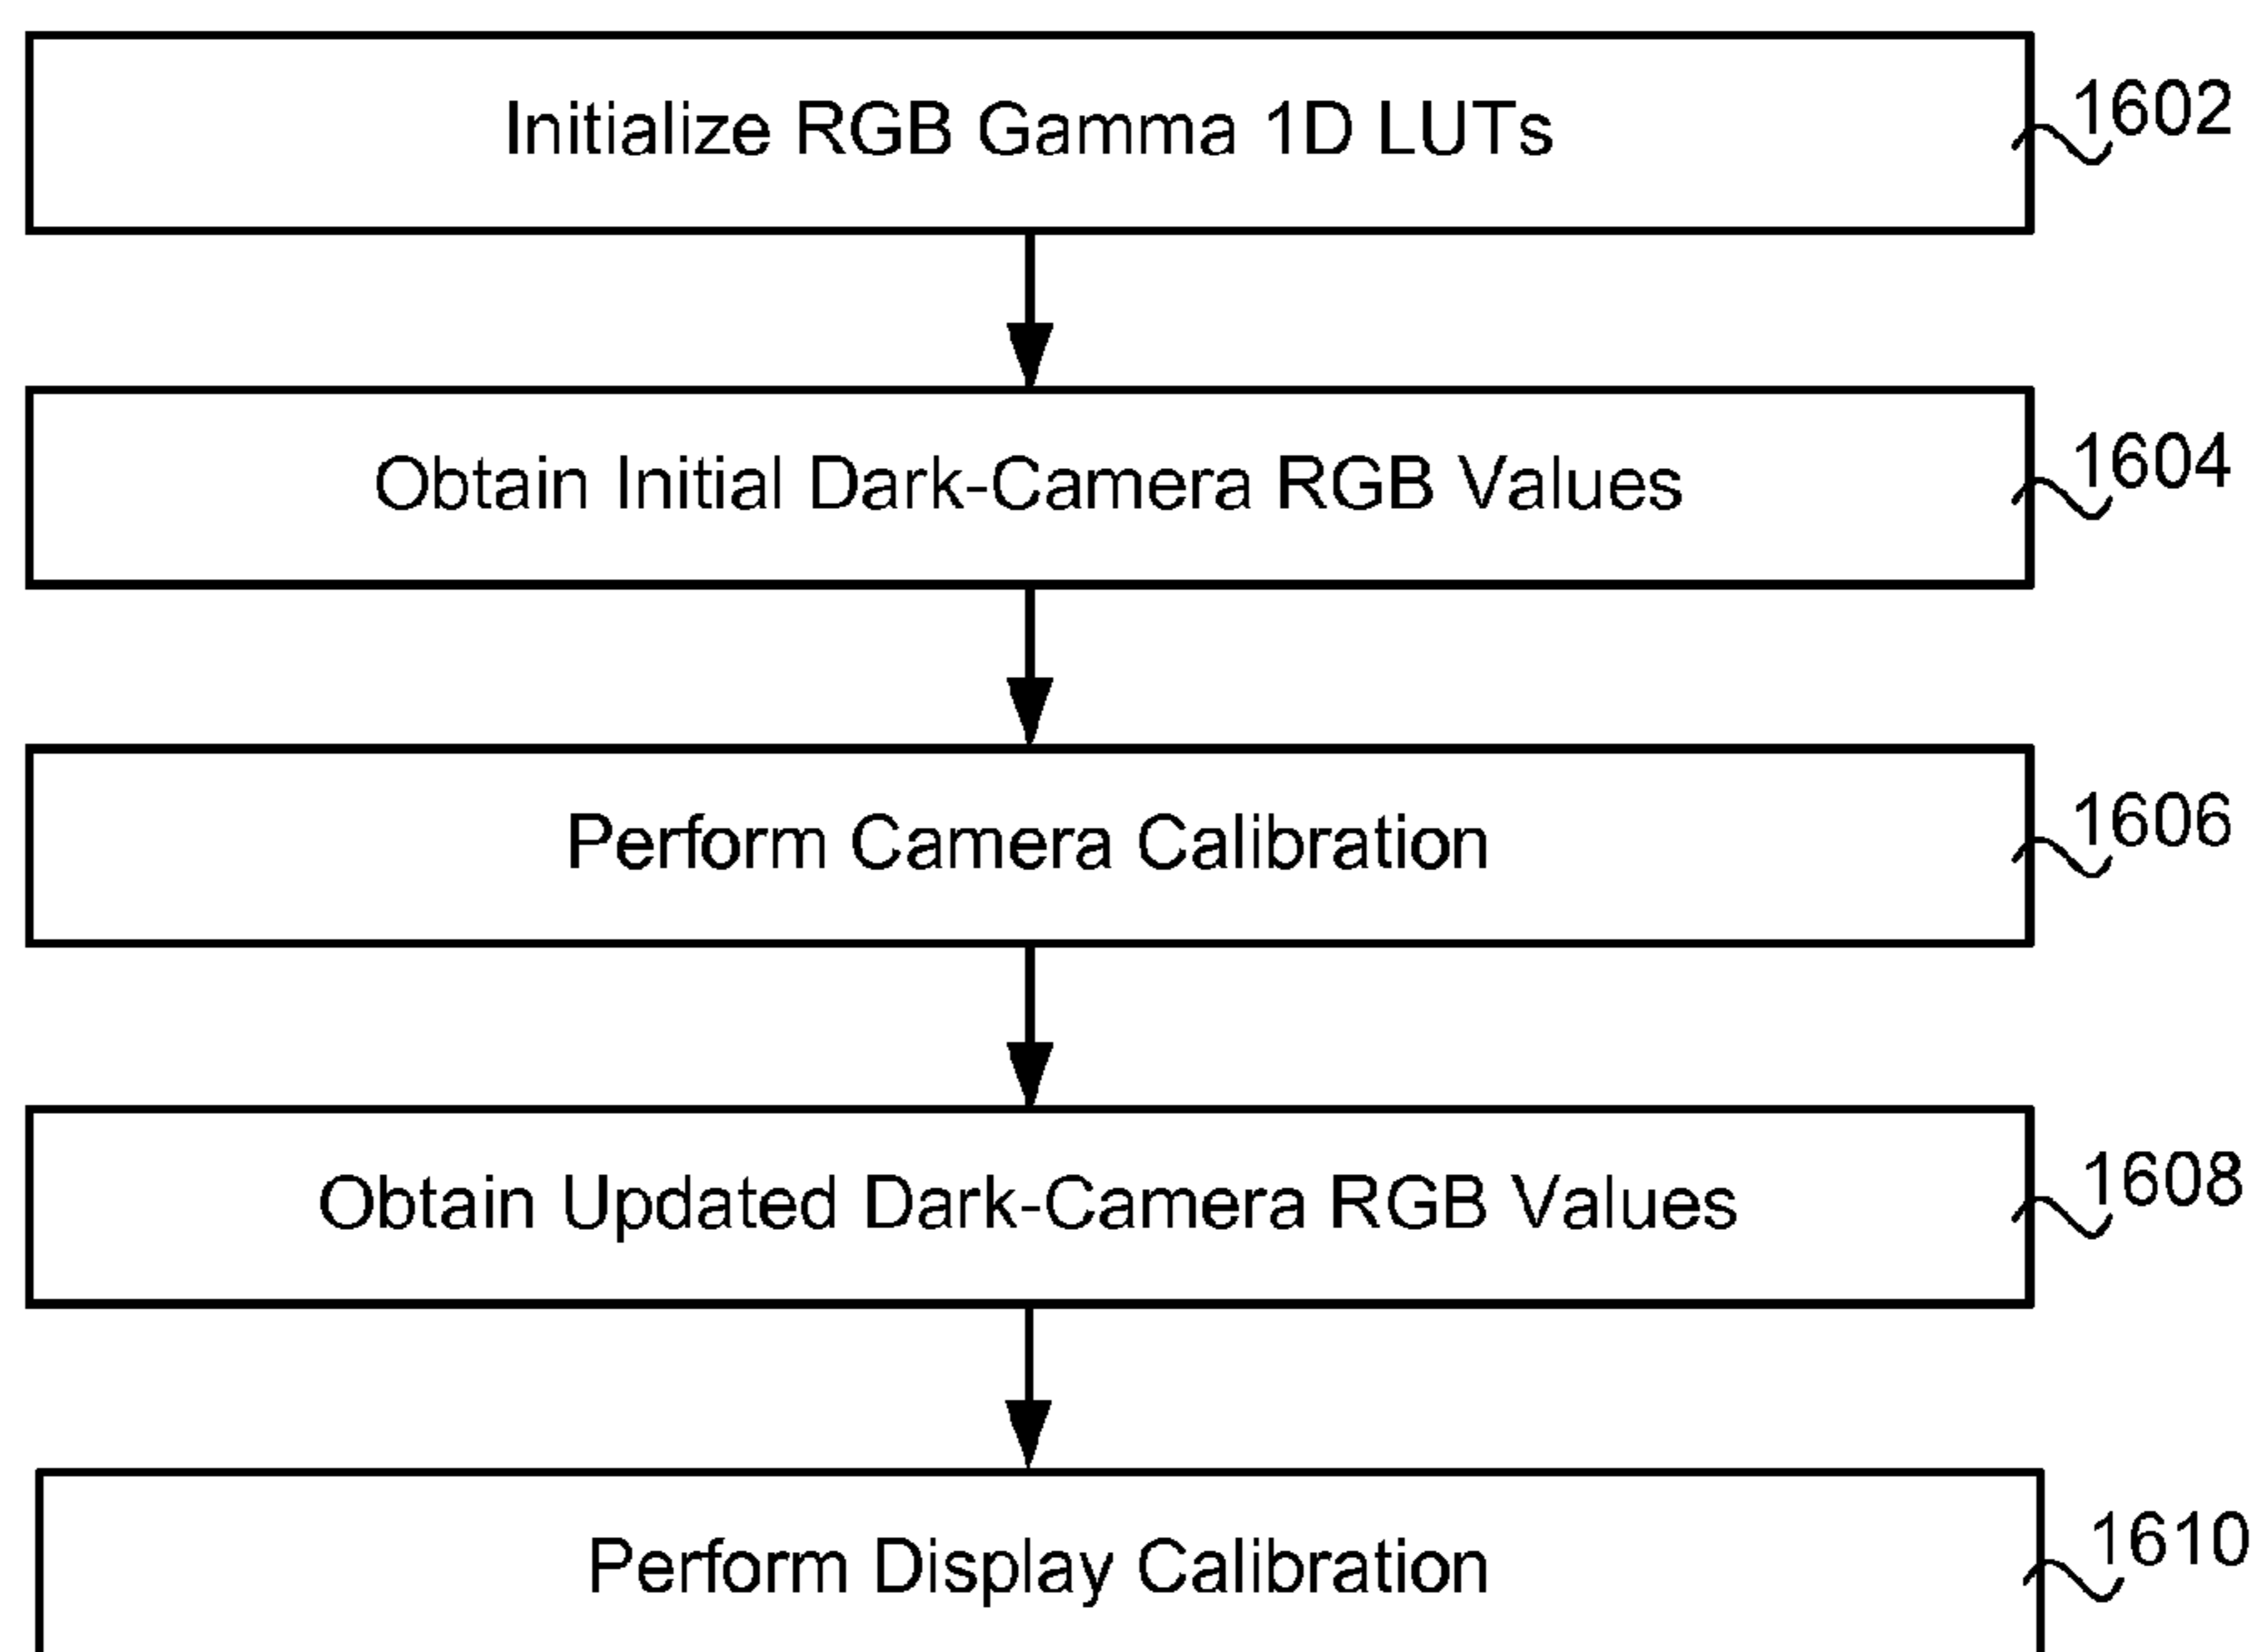 Initialize RGB Gamma 1D LUTs
1602
Obtain Initial Dark-Camera RGB Values
1604
Perform Camera Calibration
1606
Obtain Updated Dark-Camera RGB Values
1608
Perform Display Calibration
1610